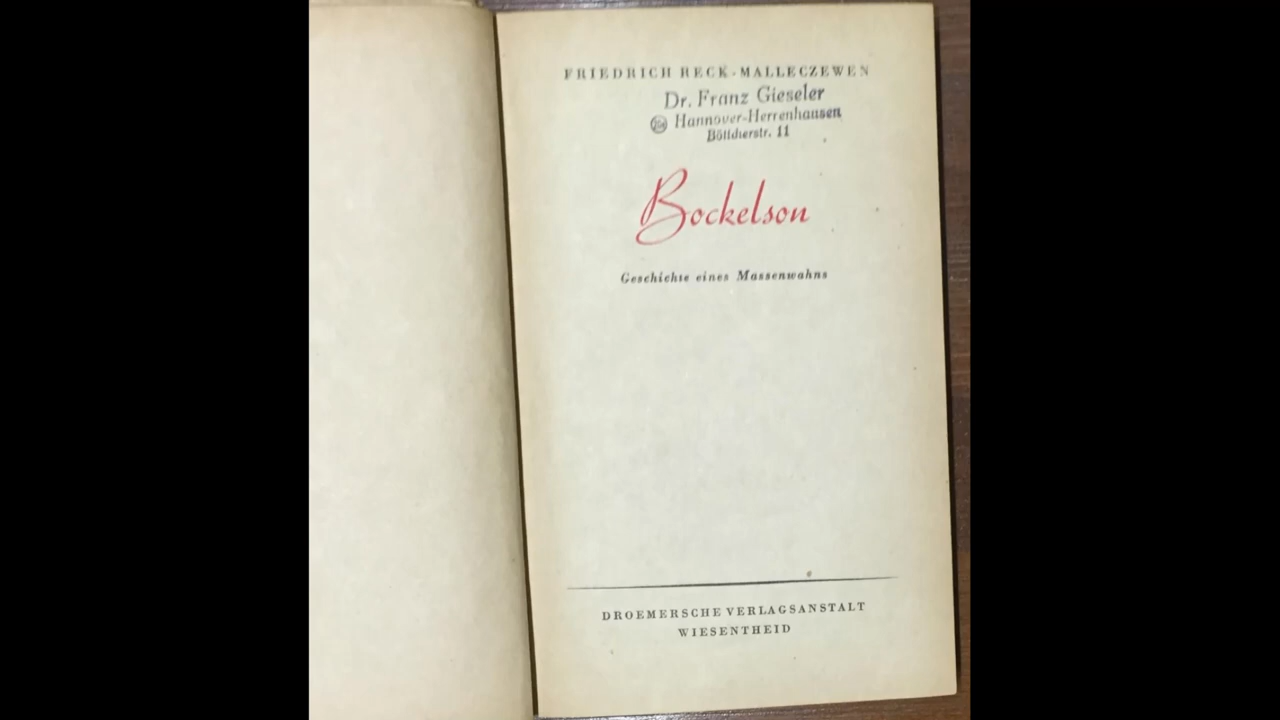 FRIEDRICH RECK-MALLECZEWEN
Dr. Franz Gieseler
Hannover-Herrenhausen
Böttcherstr. 11
Bockelson
Geschichte eines Massenwahns
DROEMERSCHE VERLAGSANSTALT
WIESENTHEID